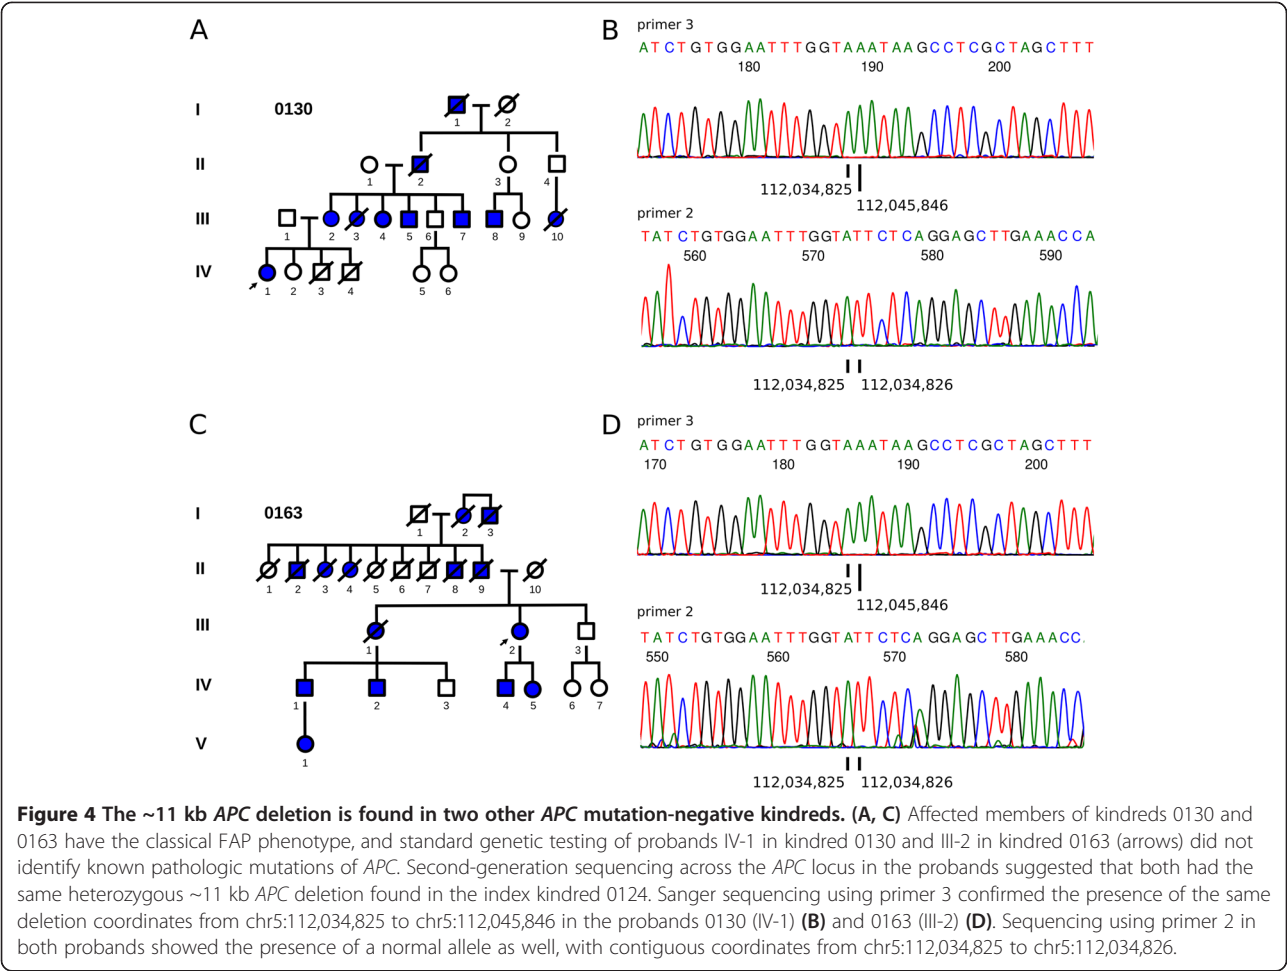 A
0130
I
1 2
II
1 2 3 4
III
1 2 3 4 5 6 7 8 9 10
IV
1 2 3 4 5 6
B
primer 3
ATCTGTGGAATTTGGTAAATAAGCCTCGCTAGCTTT
180 190 200
112,034,825
112,045,846
primer 2
TATCTGTGGAATTTGGTATTCTCAGGAGCTTGAAACCA
560 570 580 590
112,034,825 112,034,826
C
0163
I
1 2 3
II
1 2 3 4 5 6 7 8 9 10
III
1 2 3
IV
1 2 3 4 5 6 7
V
1
D
primer 3
ATCTGTGGAATTTGGTAAATAAGCCTCGCTAGCTTT
170 180 190 200
112,034,825
112,045,846
primer 2
TATCTGTGGAATTTGGTATTCTCA GGAGCTTGAAACC.
550 560 570 580
112,034,825 112,034,826
Figure 4 The ~11 kb APC deletion is found in two other APC mutation-negative kindreds. (A, C) Affected members of kindreds 0130 and
0163 have the classical FAP phenotype, and standard genetic testing of probands IV-1 in kindred 0130 and III-2 in kindred 0163 (arrows) did not
identify known pathologic mutations of APC. Second-generation sequencing across the APC locus in the probands suggested that both had the
same heterozygous ~11 kb APC deletion found in the index kindred 0124. Sanger sequencing using primer 3 confirmed the presence of the same
deletion coordinates from chr5:112,034,825 to chr5:112,045,846 in the probands 0130 (IV-1) (B) and 0163 (III-2) (D). Sequencing using primer 2 in
both probands showed the presence of a normal allele as well, with contiguous coordinates from chr5:112,034,825 to chr5:112,034,826.